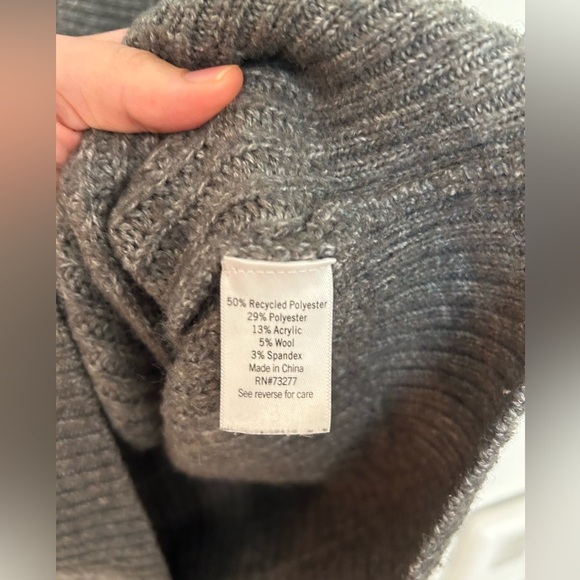 50% Recycled Polyester
29% Polyester
13% Acrylic
5% Wool
3% Spandex
Made in China
RN#73277
See reverse for care